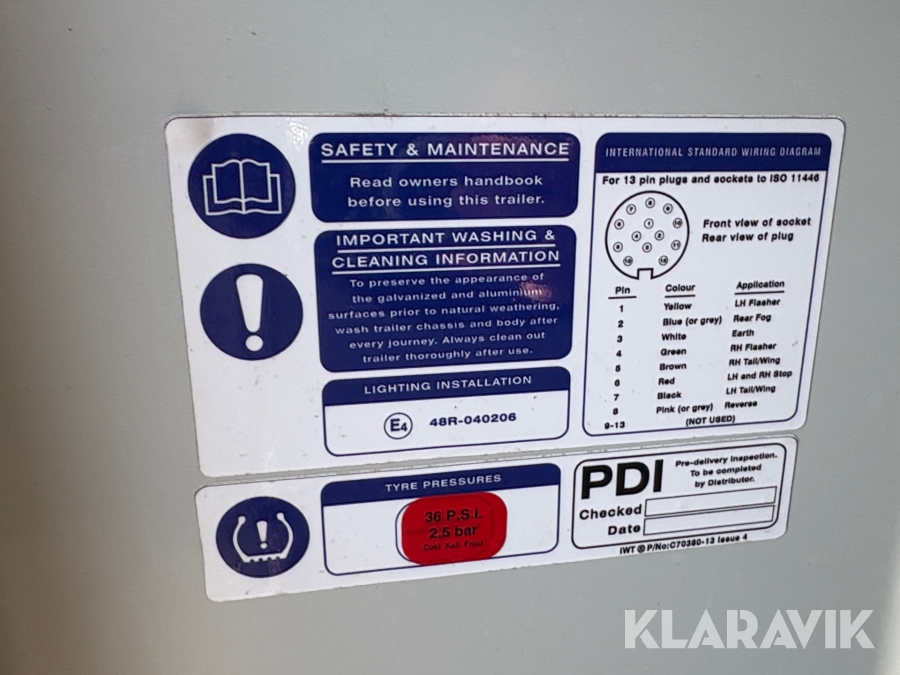 SAFETY & MAINTENANCE
Read owners handbook
before using this trailer.
IMPORTANT WASHING &
CLEANING INFORMATION
To preserve the appearance of
the galvanized and aluminium
surfaces prior to natural weathering,
wash trailer chassis and body after
every journey. Always clean out
trailer thoroughly after use.
LIGHTING INSTALLATION
E4 48R-040206
INTERNATIONAL STANDARD WIRING DIAGRAM
For 13 pin plugs and sockets to ISO 11446
Front view of socket
Rear view of plug
Pin Colour Application
1 Yellow LH Flasher
2 Blue (or grey) Rear Fog
3 White Earth
4 Green RH Flasher
5 Brown RH Tail/Wing
6 Red LH and RH Stop
7 Black LH Tail/Wing
8 Pink (or grey) Reverse
9-13 (NOT USED)
TYRE PRESSURES
36 P.S.I.
2,5 bar
PDI
Pre-delivery inspection.
To be completed
by Distributor.
Checked
Date
IWT ® P/No:C70380-13 Issue 4
KLARAVIK